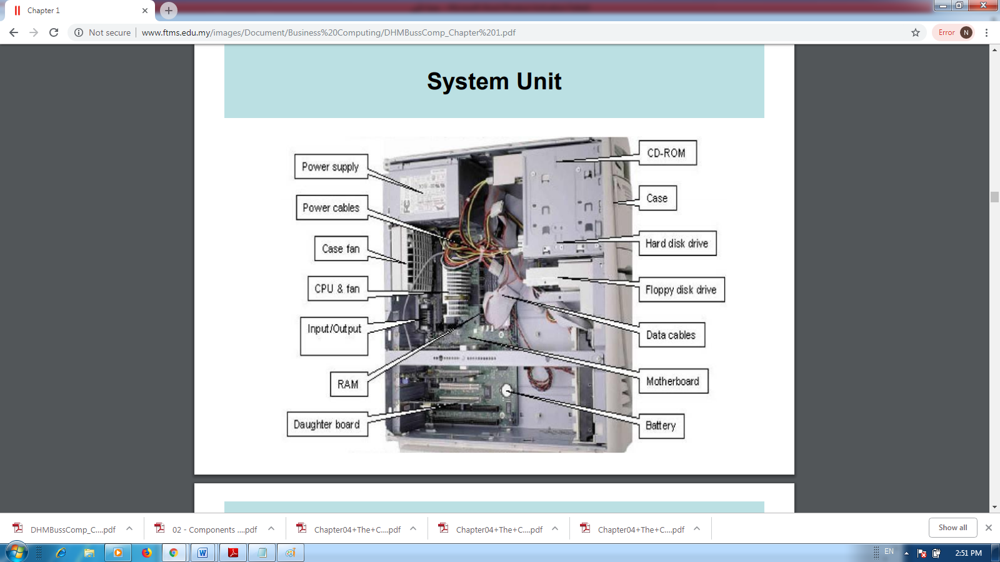 Chapter 1
Not secure | www.ftms.edu.my/images/Document/Business%20Computing/DHMBussComp_Chapter%201.pdf
Error N
System Unit
Power supply
Power cables
Case fan
CPU & fan
Input/Output
RAM
Daughter board
CD-ROM
Case
Hard disk drive
Floppy disk drive
Data cables
Motherboard
Battery
DHMBussComp_C....pdf
02 - Components ....pdf
Chapter04+The+C....pdf
Chapter04+The+C....pdf
Chapter04+The+C....pdf
Show all
EN
2:51 PM